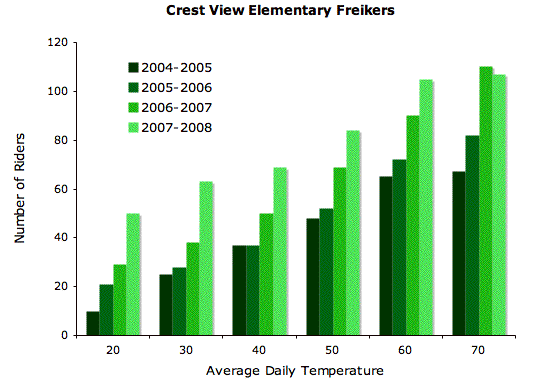 Crest View Elementary Freikers
120
100
80
60
40
20
0
Number of Riders
2004-2005
2005-2006
2006-2007
2007-2008
20 30 40 50 60 70
Average Daily Temperature